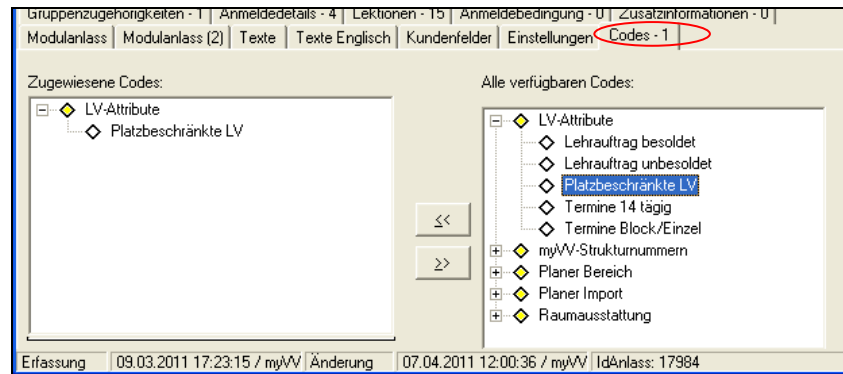 Gruppenzugehörigkeiten - 1 Anmeldedetails - 4 Lektionen - 15 Anmeldebedingung - 0 Zusatzinformationen - 0
Modulanlass Modulanlass (2) Texte Texte Englisch Kundenfelder Einstellungen Codes - 1
Zugewiesene Codes:
LV-Attribute
Platzbeschränkte LV
<<
>>
Alle verfügbaren Codes:
LV-Attribute
Lehrauftrag besoldet
Lehrauftrag unbesoldet
Platzbeschränkte LV
Termine 14 tägig
Termine Block/Einzel
myVV-Strukturnummern
Planer Bereich
Planer Import
Raumausstattung
Erfassung 09.03.2011 17:23:15 / myVV Änderung 07.04.2011 12:00:36 / myVV IdAnlass: 17984